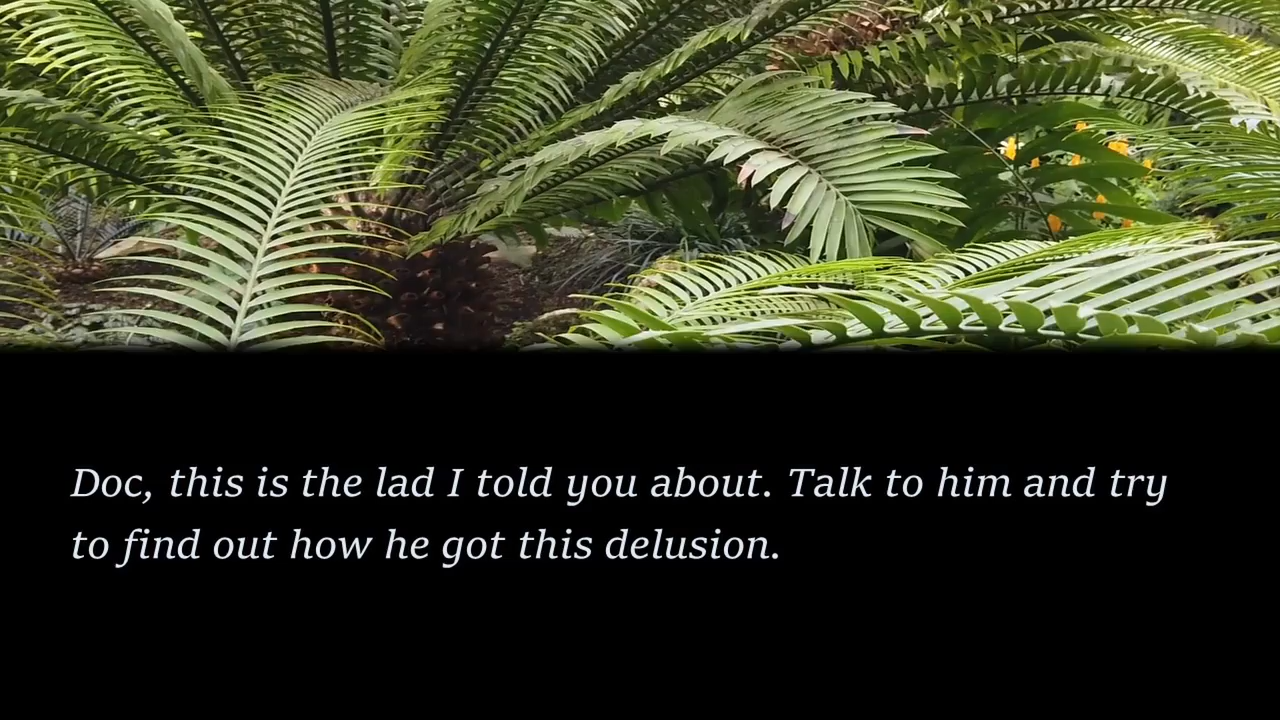 Doc, this is the lad I told you about. Talk to him and try
to find out how he got this delusion.